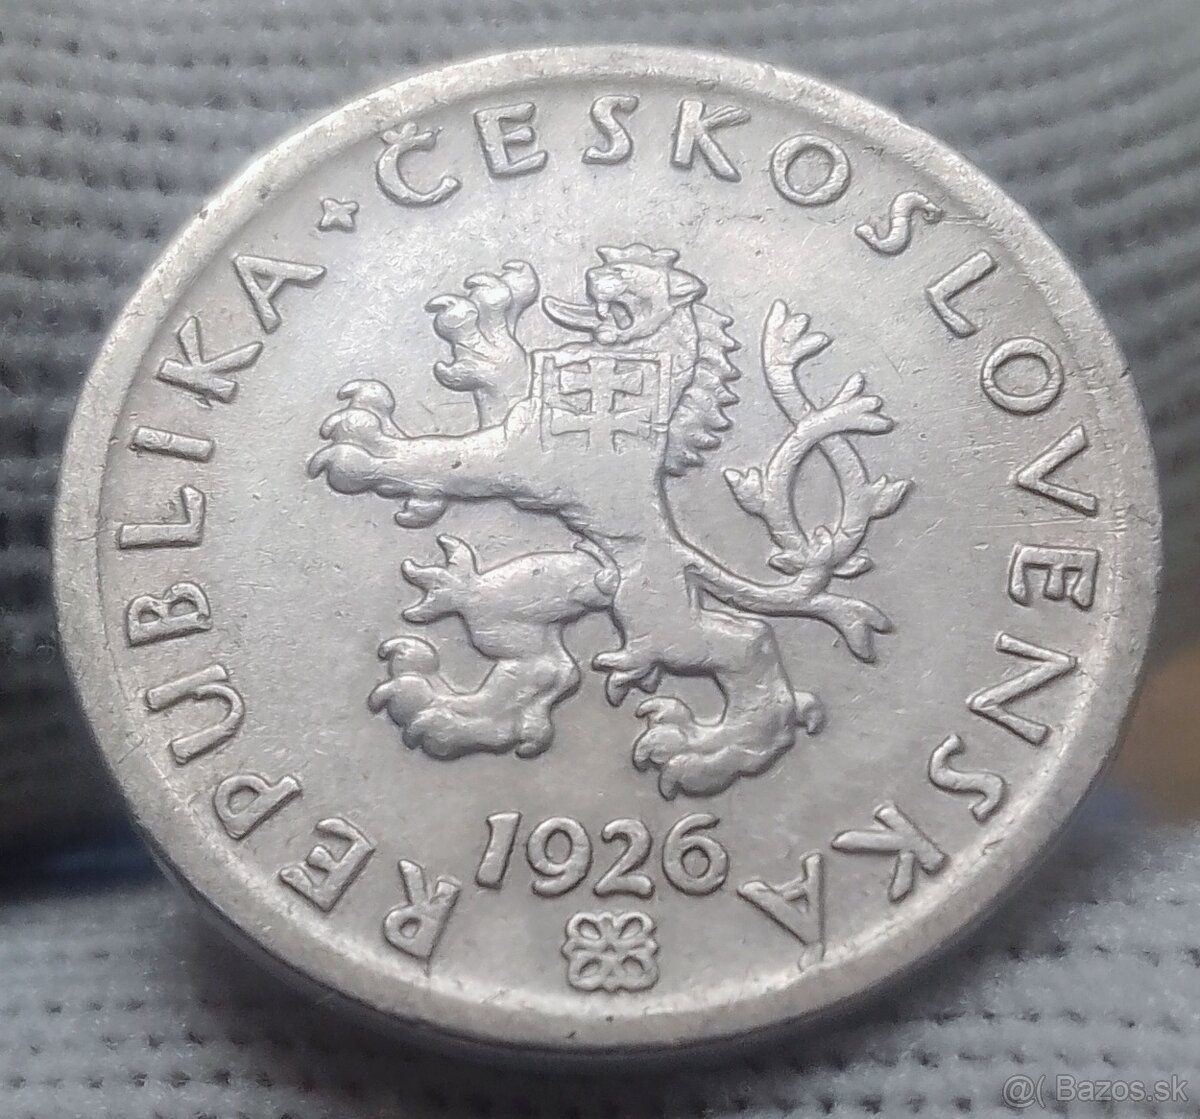 REPUBLIKA · ČESKOSLOVENSKÁ
1926
@( Bazos.sk